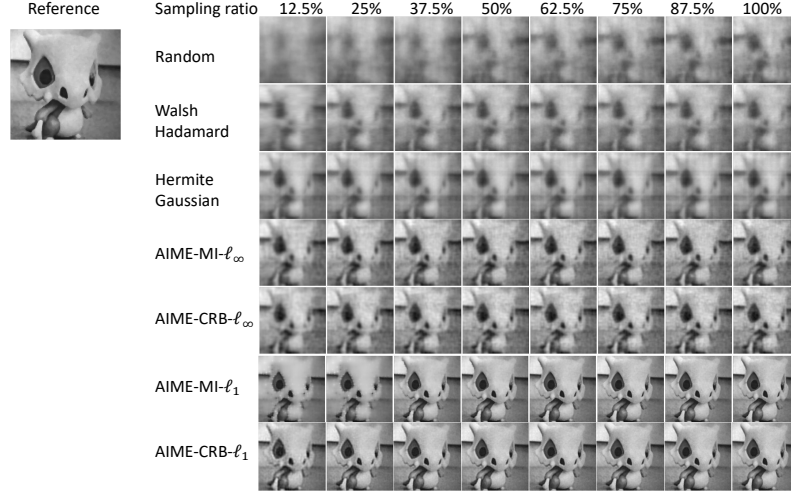 Reference
Sampling ratio 12.5% 25% 37.5% 50% 62.5% 75% 87.5% 100%
Random
Walsh
Hadamard
Hermite
Gaussian
AIME-MI-ℓ∞
AIME-CRB-ℓ∞
AIME-MI-ℓ₁
AIME-CRB-ℓ₁